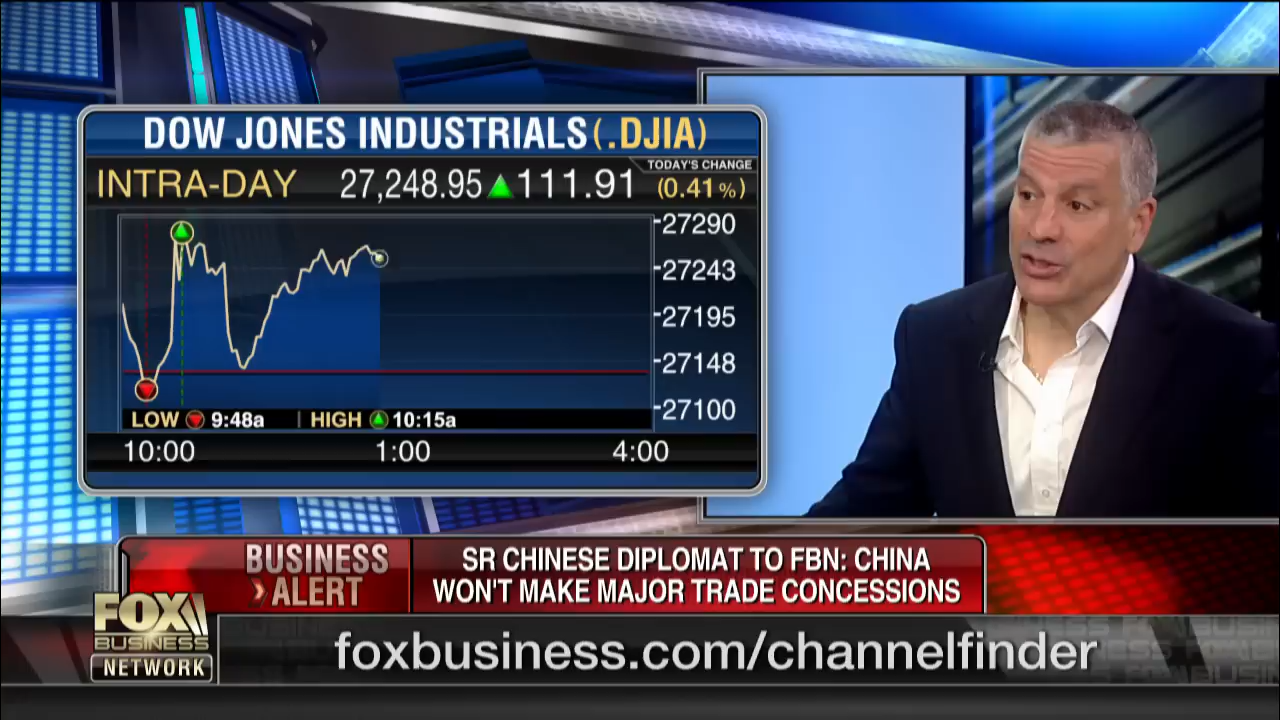 DOW JONES INDUSTRIALS (.DJIA)
TODAY'S CHANGE
INTRA-DAY 27,248.95 111.91 (0.41%)
27290
27243
27195
27148
27100
LOW 9:48a | HIGH 10:15a
10:00 1:00 4:00
BUSINESS ALERT
SR CHINESE DIPLOMAT TO FBN: CHINA
WON'T MAKE MAJOR TRADE CONCESSIONS
FOX
BUSINESS
NETWORK
foxbusiness.com/channelfinder